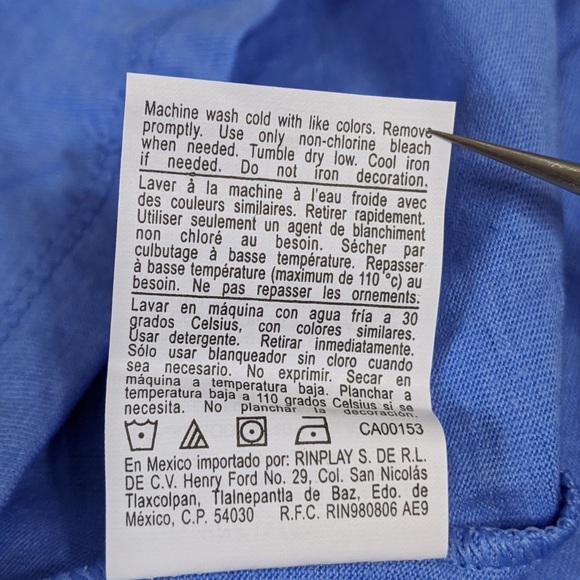 Machine wash cold with like colors. Remove
promptly. Use only non-chlorine bleach
when needed. Tumble dry low. Cool iron
if needed. Do not iron decoration.
Laver à la machine à l'eau froide avec
des couleurs similaires. Retirer rapidement.
Utiliser seulement un agent de blanchiment
non chloré au besoin. Sécher par
culbutage à basse température. Repasser
à basse température (maximum de 110 °c) au
besoin. Ne pas repasser les ornements.
Lavar en máquina con agua fría a 30
grados Celsius, con colores similares.
Usar detergente. Retirar inmediatamente.
Sólo usar blanqueador sin cloro cuando
sea necesario. No exprimir. Secar en
máquina a temperatura baja. Planchar a
temperatura baja a 110 grados Celsius si se
necesita. No planchar la decoración.
CA00153
En Mexico importado por: RINPLAY S. DE R.L.
DE C.V. Henry Ford No. 29, Col. San Nicolás
Tlaxcolpan, Tlalnepantla de Baz, Edo. de
México, C.P. 54030 R.F.C. RIN980806 AE9